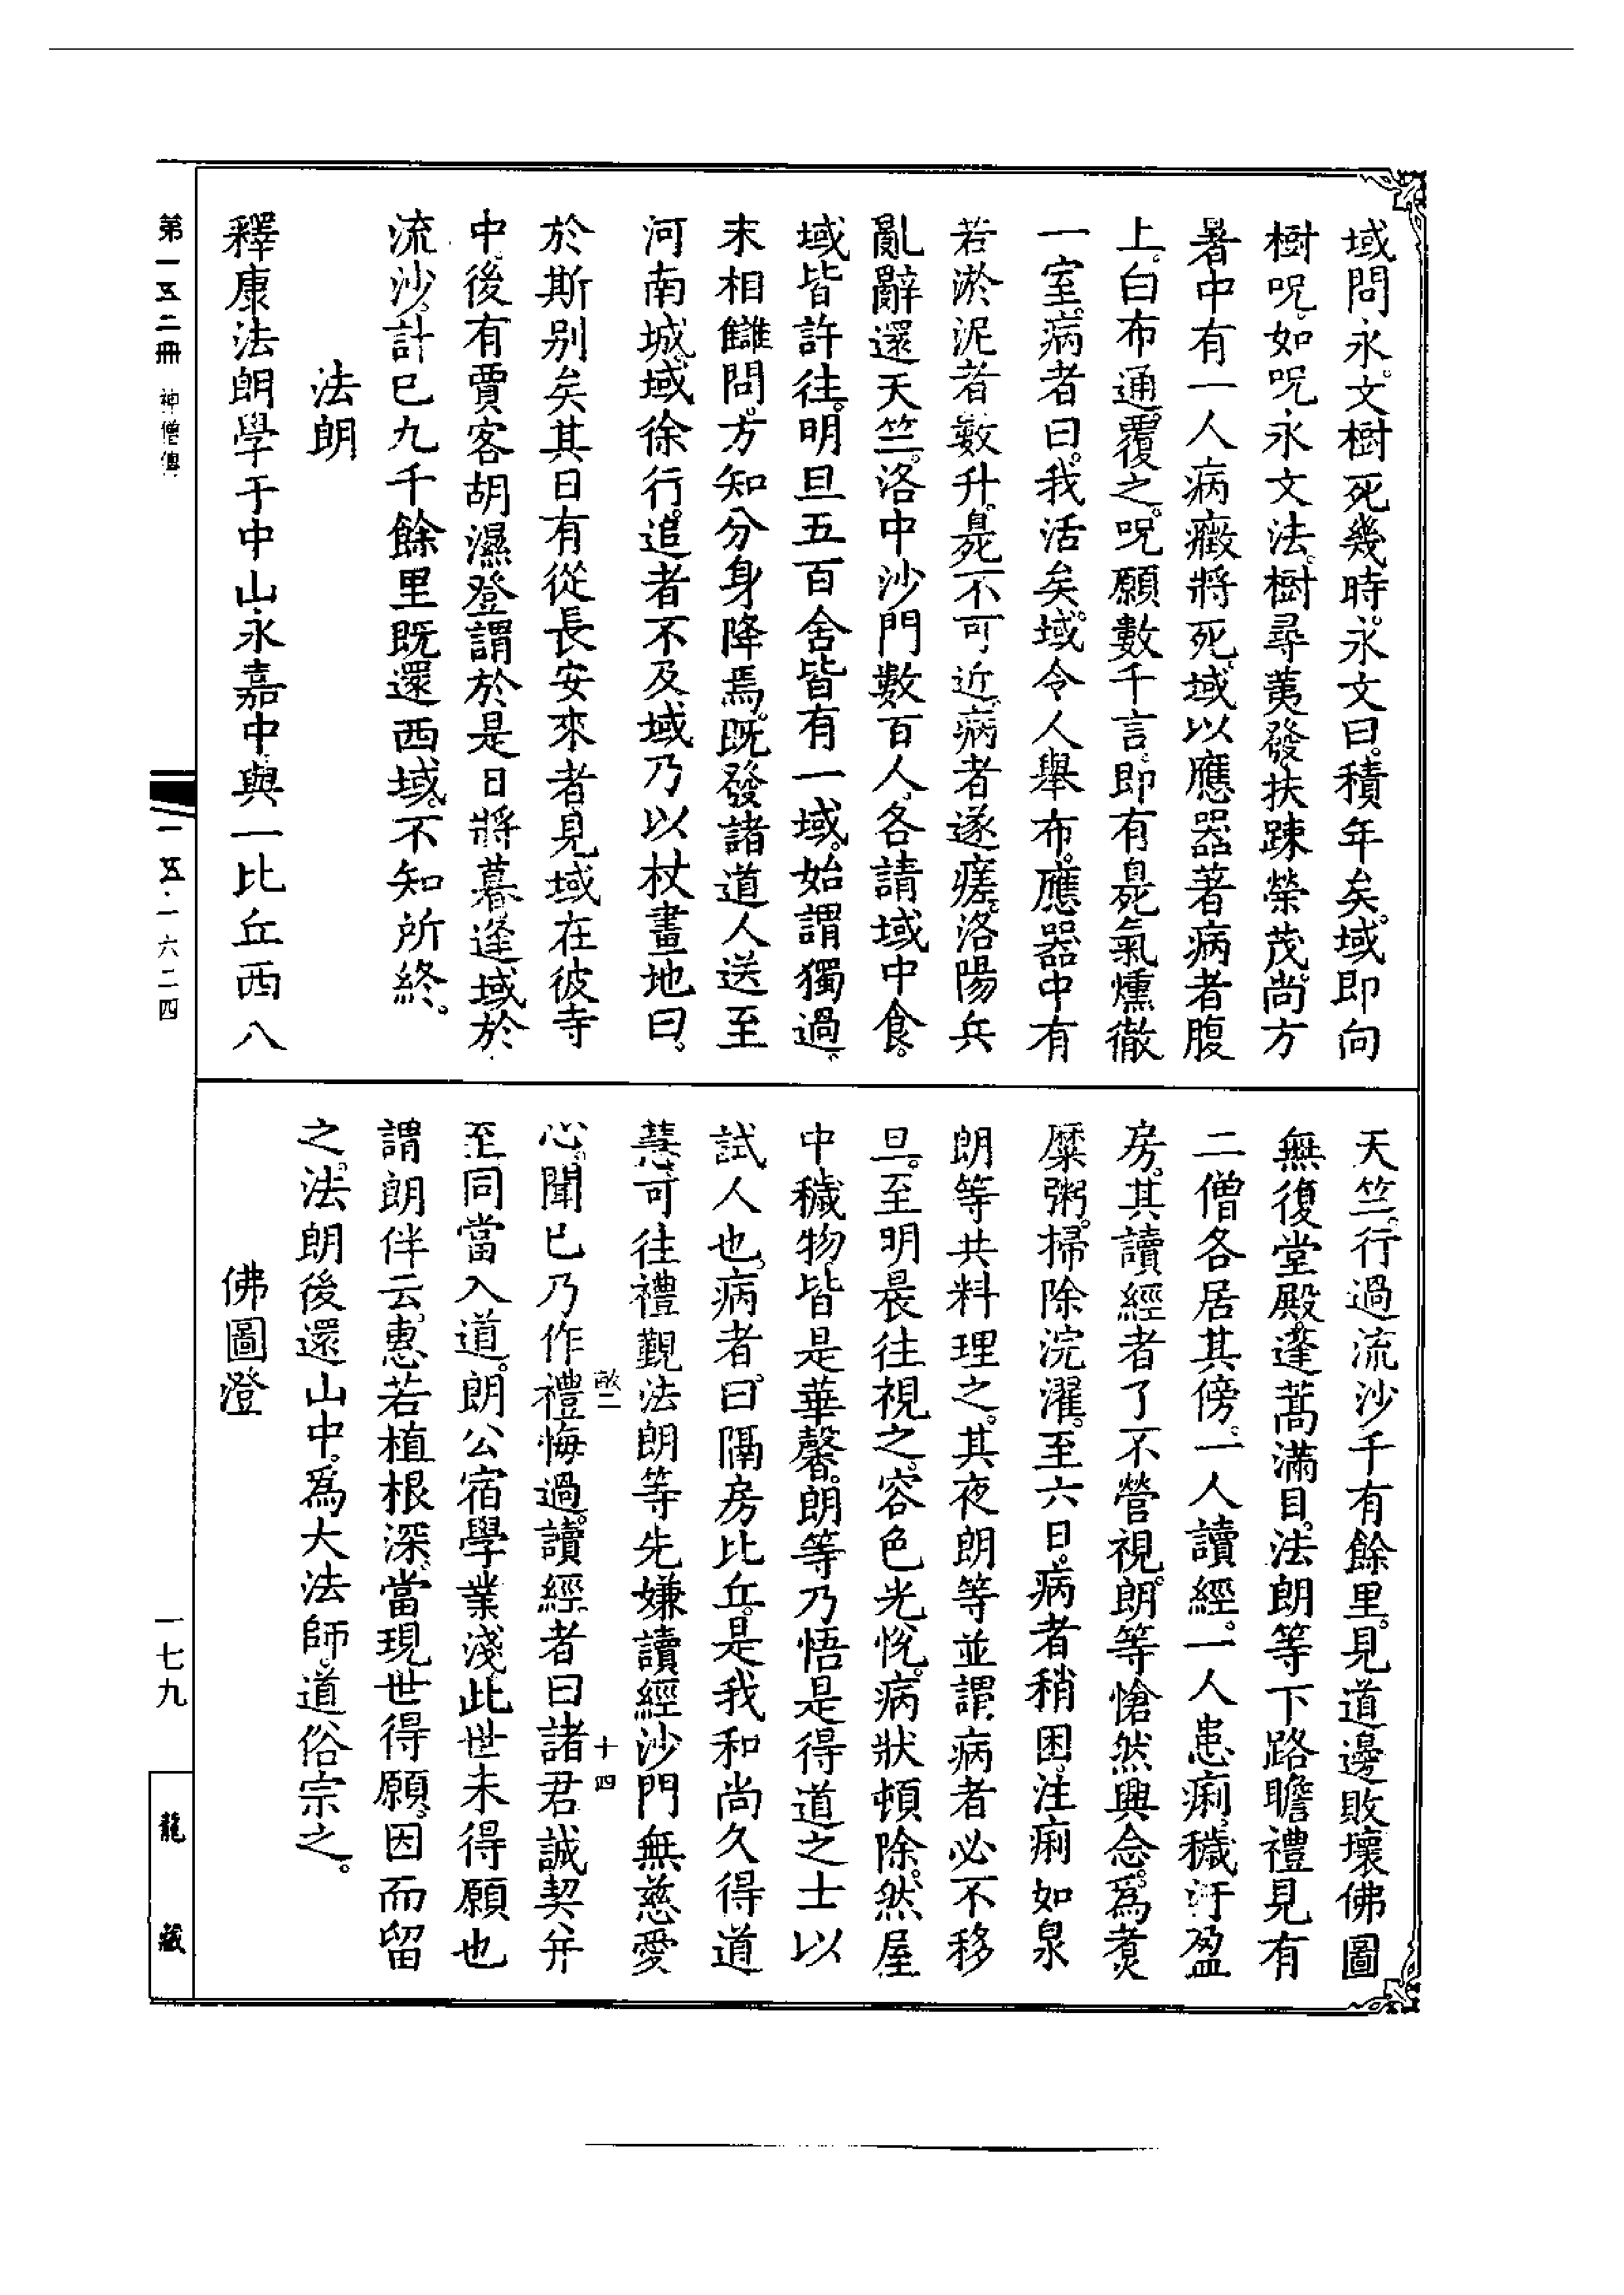 域問永。文樹死幾時。永文曰。積年矣。域即向
樹呪。如呪永文法。樹尋荑發扶踈榮茂。尚方
暑中有一人病癥將死。域以應器著病者腹
上。白布通覆之。呪願數千言。即有臭氣燻徹
一室。病者曰。我活矣。域令人舉布。應器中有
若淤泥者數升。臭不可近。病者遂瘥。洛陽兵
亂辭還天竺。洛中沙門數百人。各請域中食。
域皆許往。明旦五百舍皆有一域。始謂獨過。
末相讎問。方知分身降焉。既發諸道人送至
河南城。域徐行。追者不及域乃以杖畫地曰。
於斯別矣其日有從長安來者見域在彼寺
中。後有賈客胡濕登謂於是日將暮逢域於
流沙。計已九千餘里既還西域。不知所終。
法朗
釋康法朗學于中山永嘉中與一比丘西入
天竺。行過流沙千有餘里。見道邊敗壞佛圖
無復堂殿。蓬蒿滿目。法朗等下路瞻禮見有
二僧各居其傍。一人讀經。一人患痢。穢汙盈
房。其讀經者了不營視。朗等愴然興念。為煑
糜粥。掃除浣濯。至六日。病者稍困。注痢如泉
朗等共料理之。其夜朗等並謂病者必不移
旦。至明晨往視之。容色光悅。病狀頓除。然屋
中穢物皆是華馨。朗等乃悟是得道之士以
試人也。病者曰。隔房比丘。是我和尚久得道
慧可往禮覲法朗等先嫌讀經沙門無慈愛
心。聞已乃作禮悔過。讀經者曰諸君誠契并
至同當入道。朗公宿學業淺此世未得願也
謂朗伴云。惠若植根深。當現世得願。因而留
之。法朗後還山中。為大法師。道俗宗之。
佛圖澄
十四
第一五二冊 神僧傳
一五·一六二四
一七九
龍藏